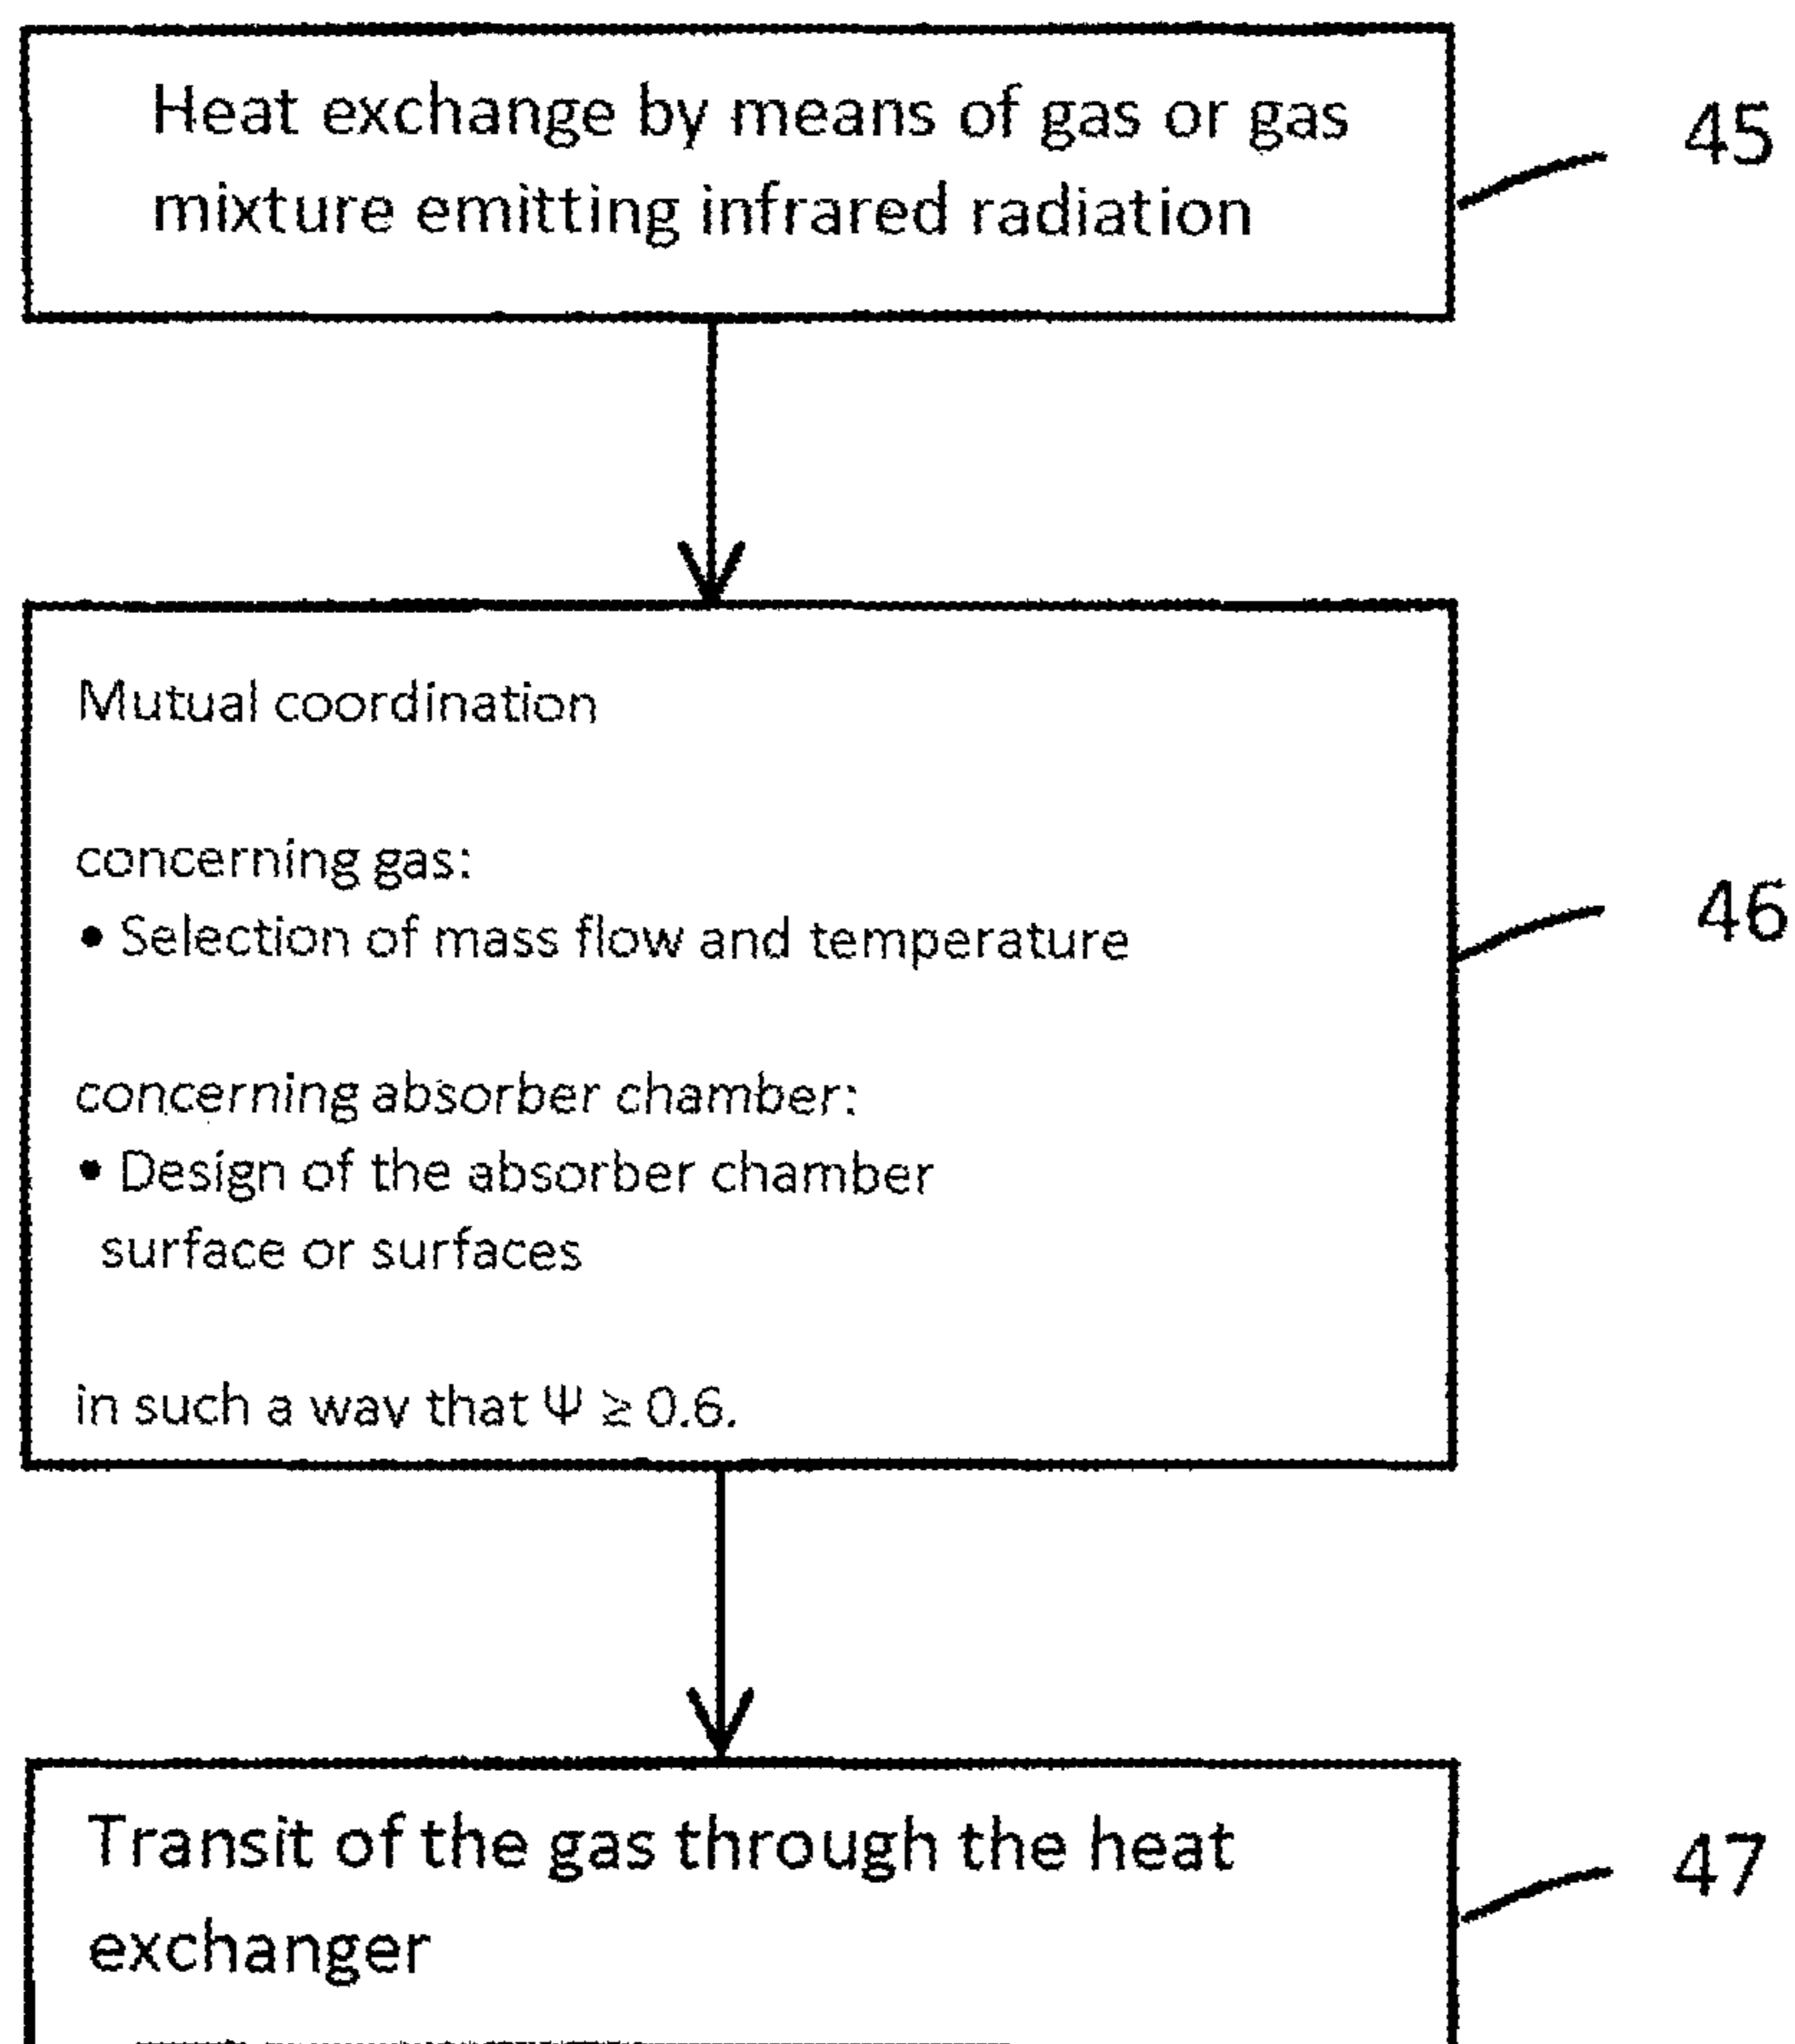 Heat exchange by means of gas or gas
mixture emitting infrared radiation
45
Mutual coordination
concerning gas:
• Selection of mass flow and temperature
concerning absorber chamber:
• Design of the absorber chamber
surface or surfaces
in such a way that Ψ ≥ 0.6.
46
Transit of the gas through the heat
exchanger
47